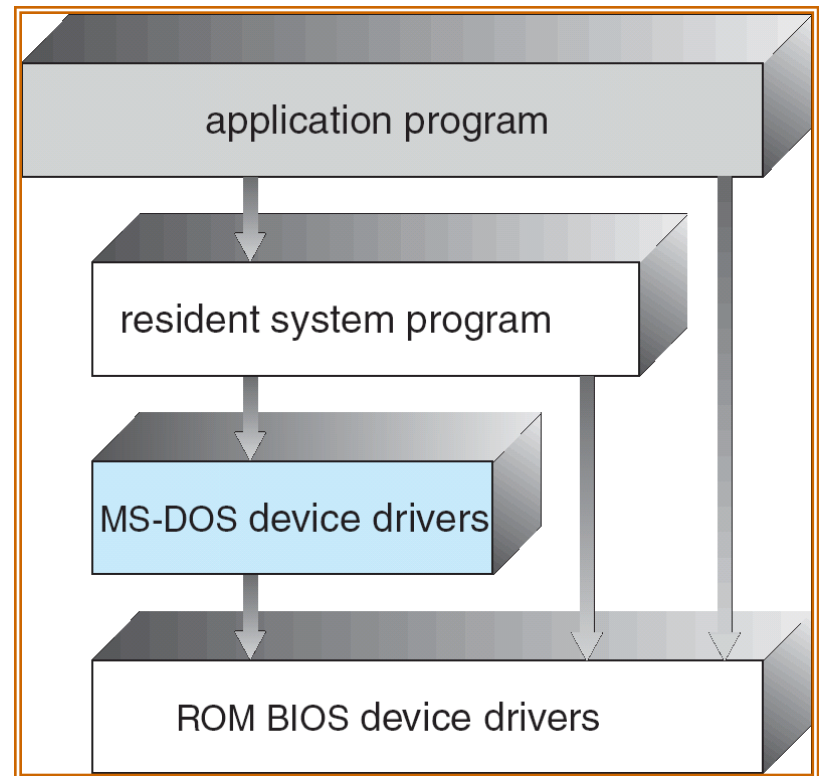 application program
resident system program
MS-DOS device drivers
ROM BIOS device drivers